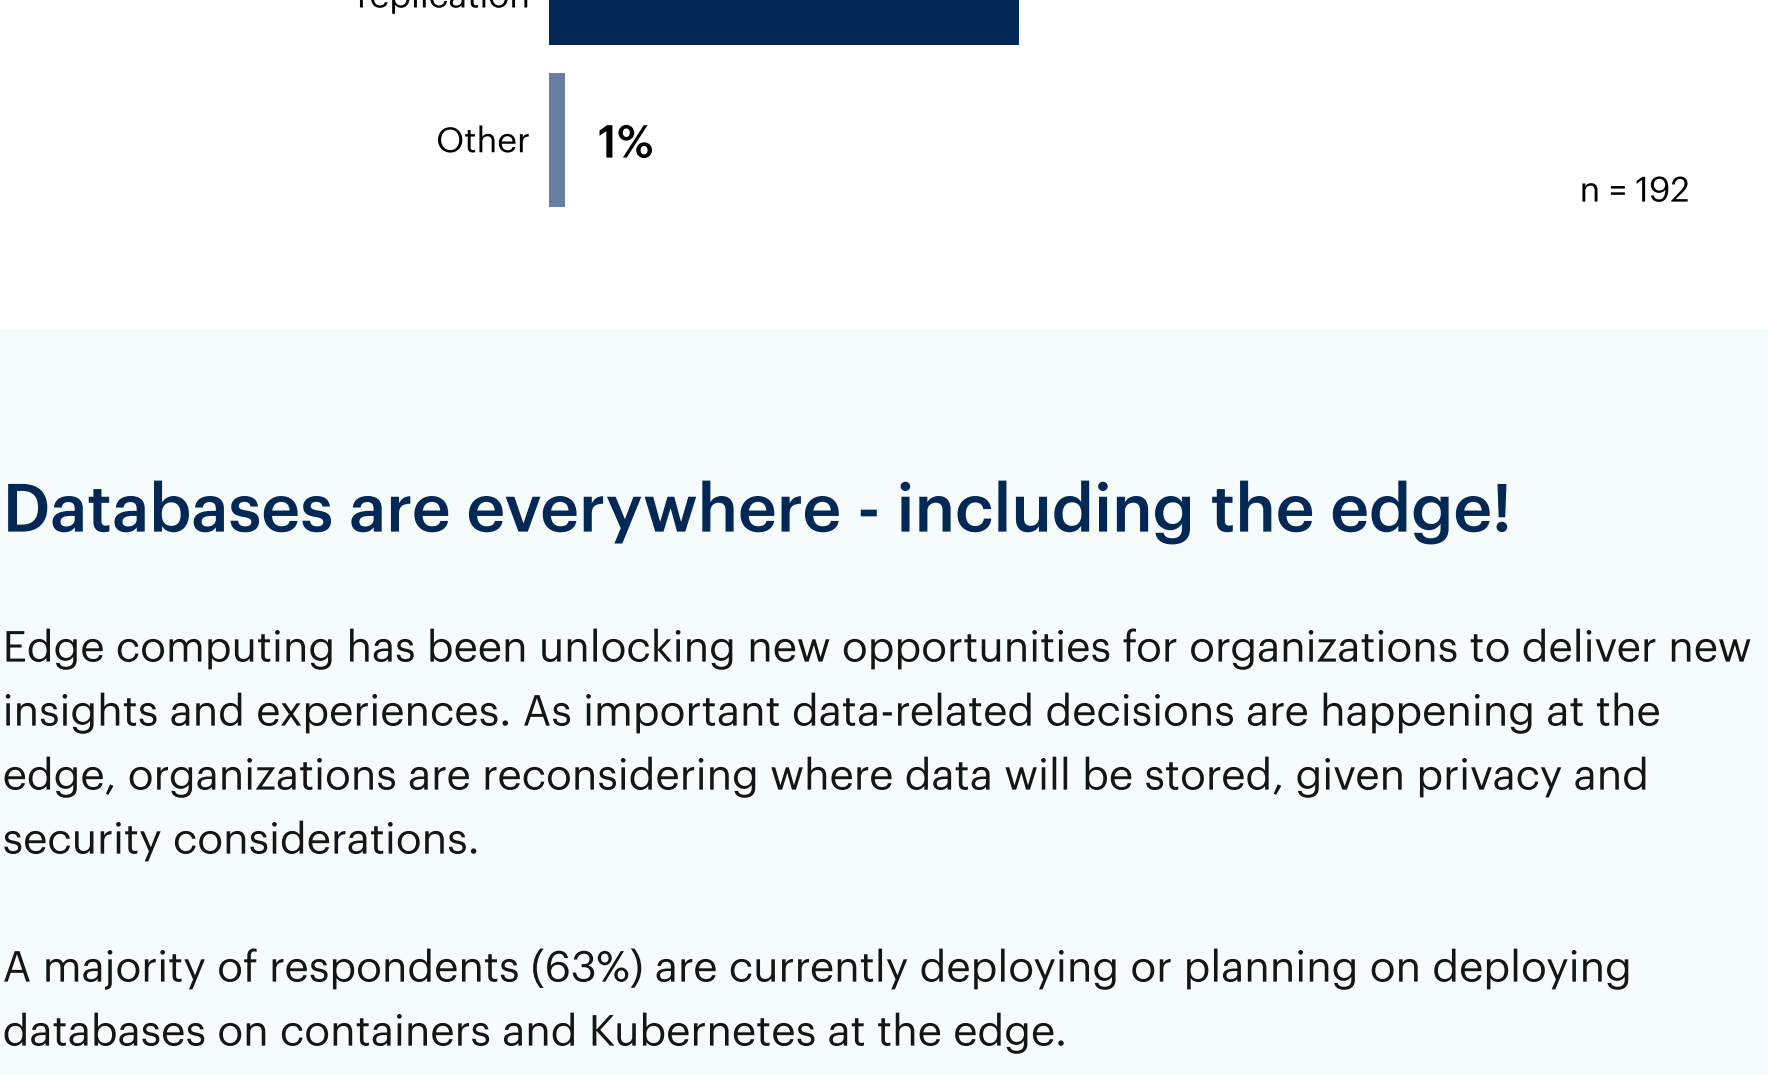 replication
Other
1%
n = 192
Databases are everywhere - including the edge!
Edge computing has been unlocking new opportunities for organizations to deliver new
insights and experiences. As important data-related decisions are happening at the
edge, organizations are reconsidering where data will be stored, given privacy and
security considerations.
A majority of respondents (63%) are currently deploying or planning on deploying
databases on containers and Kubernetes at the edge.